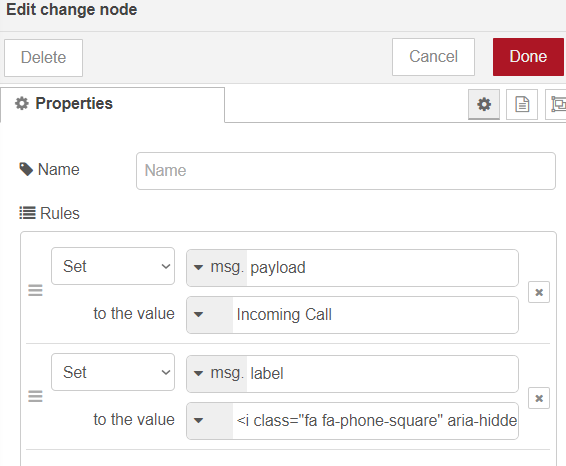 Edit change node
Delete
Cancel
Done
Properties
Name
Name
Rules
Set
msg. payload
to the value
Incoming Call
Set
msg. label
to the value
<i class="fa fa-phone-square" aria-hidde